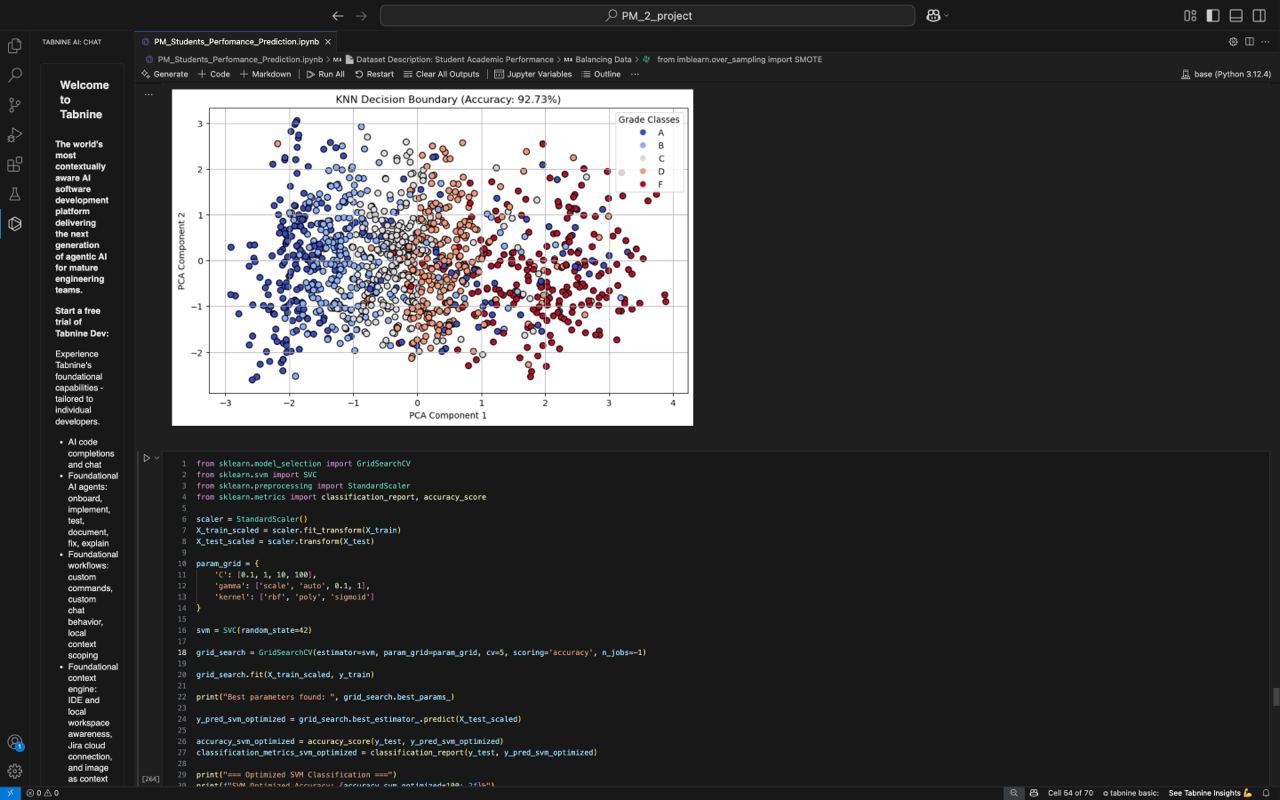 PM_2_project
TABNINE AI: CHAT
Welcome
to
Tabnine
The world's
most
contextually
aware AI
software
development
platform
delivering
the next
generation
of agentic AI
for mature
engineering
teams.
Start a free
trial of
Tabnine Dev:
Experience
Tabnine's
foundational
capabilities -
tailored to
individual
developers.
• AI code
completions
and chat
• Foundational
AI agents:
onboard,
implement,
test,
document,
fix, explain
• Foundational
workflows:
custom
commands,
custom
chat
behavior,
local
context
scoping
• Foundational
context
engine:
IDE and
local
workspace
awareness,
Jira cloud
connection,
and image
as context
PM_Students_Perfomance_Prediction.ipynb
PM_Students_Perfomance_Prediction.ipynb > M↓ Dataset Description: Student Academic Performance > M↓ Balancing Data > from imblearn.over_sampling import SMOTE
Generate + Code + Markdown Run All Restart Clear All Outputs Jupyter Variables Outline ...
base (Python 3.12.4)
KNN Decision Boundary (Accuracy: 92.73%)
Grade Classes
A
B
C
D
F
PCA Component 2
3
2
1
0
−1
−2
−3 −2 −1 0 1 2 3 4
PCA Component 1
1 from sklearn.model_selection import GridSearchCV
2 from sklearn.svm import SVC
3 from sklearn.preprocessing import StandardScaler
4 from sklearn.metrics import classification_report, accuracy_score
5
6 scaler = StandardScaler()
7 X_train_scaled = scaler.fit_transform(X_train)
8 X_test_scaled = scaler.transform(X_test)
9
10 param_grid = {
11 'C': [0.1, 1, 10, 100],
12 'gamma': ['scale', 'auto', 0.1, 1],
13 'kernel': ['rbf', 'poly', 'sigmoid']
14 }
15
16 svm = SVC(random_state=42)
17
18 grid_search = GridSearchCV(estimator=svm, param_grid=param_grid, cv=5, scoring='accuracy', n_jobs=-1)
19
20 grid_search.fit(X_train_scaled, y_train)
21
22 print("Best parameters found: ", grid_search.best_params_)
23
24 y_pred_svm_optimized = grid_search.best_estimator_.predict(X_test_scaled)
25
26 accuracy_svm_optimized = accuracy_score(y_test, y_pred_svm_optimized)
27 classification_metrics_svm_optimized = classification_report(y_test, y_pred_svm_optimized)
28
29 print("=== Optimized SVM Classification ===")
[264]
1
0 0
Cell 54 of 70
tabnine basic:
See Tabnine Insights